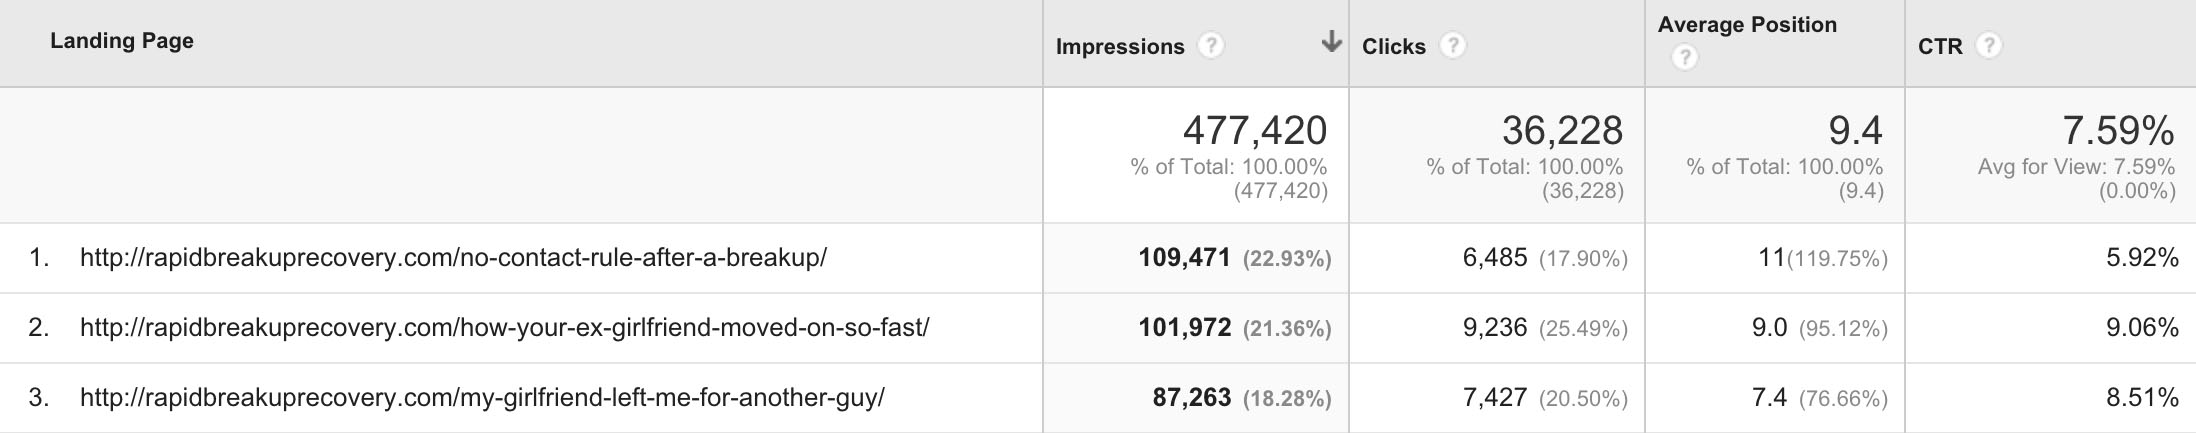 Landing Page Impressions ? Clicks ? Average Position ? CTR ?
477,420 36,228 9.4 7.59%
% of Total: 100.00% % of Total: 100.00% % of Total: 100.00% Avg for View: 7.59%
(477,420) (36,228) (9.4) (0.00%)
1. http://rapidbreakuprecovery.com/no-contact-rule-after-a-breakup/ 109,471 (22.93%) 6,485 (17.90%) 11(119.75%) 5.92%
2. http://rapidbreakuprecovery.com/how-your-ex-girlfriend-moved-on-so-fast/ 101,972 (21.36%) 9,236 (25.49%) 9.0 (95.12%) 9.06%
3. http://rapidbreakuprecovery.com/my-girlfriend-left-me-for-another-guy/ 87,263 (18.28%) 7,427 (20.50%) 7.4 (76.66%) 8.51%